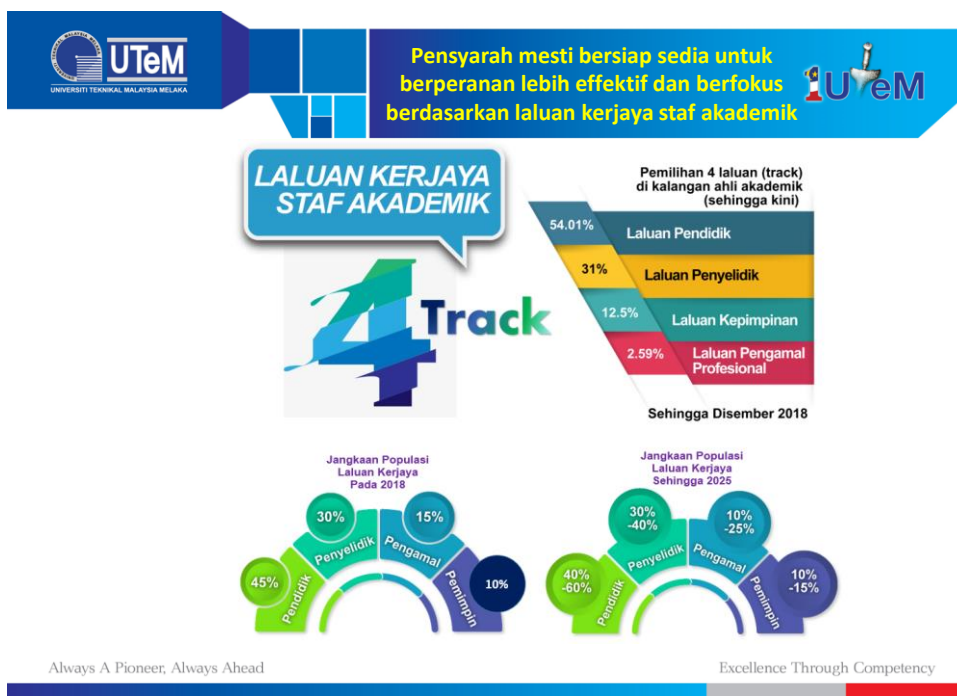 UTeM
UNIVERSITI TEKNIKAL MALAYSIA MELAKA
Pensyarah mesti bersiap sedia untuk
berperanan lebih effektif dan berfokus
berdasarkan laluan kerjaya staf akademik
1UTeM
LALUAN KERJAYA
STAF AKADEMIK
4 Track
Pemilihan 4 laluan (track)
di kalangan ahli akademik
(sehingga kini)
54.01% Laluan Pendidik
31% Laluan Penyelidik
12.5% Laluan Kepimpinan
2.59% Laluan Pengamal
Profesional
Sehingga Disember 2018
Jangkaan Populasi
Laluan Kerjaya
Pada 2018
45%
Pendidik
30%
Penyelidik
15%
Pengamal
10%
Pemimpin
Jangkaan Populasi
Laluan Kerjaya
Sehingga 2025
40%
-60%
Pendidik
30%
-40%
Penyelidik
10%
-25%
Pengamal
10%
-15%
Pemimpin
Always A Pioneer, Always Ahead
Excellence Through Competency